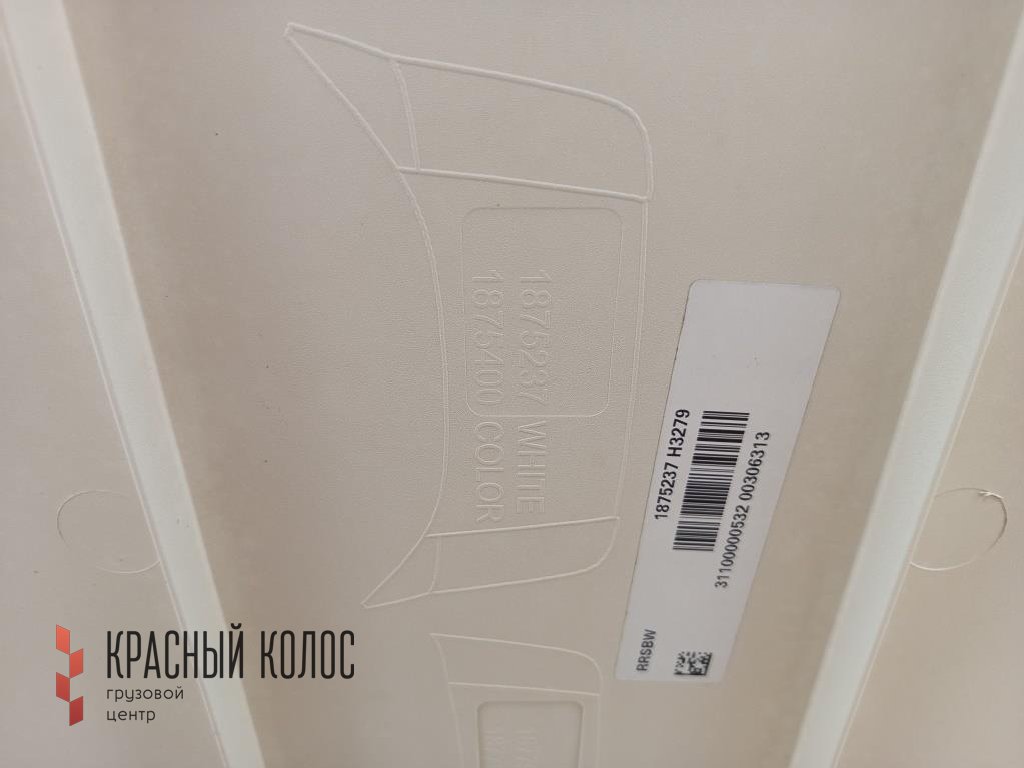 1875237 WHITE
1875400 COLOR
1875237 H3279
31100000532 00306313
RRSBW
КРАСНЫЙ КОЛОС
грузовой
центр